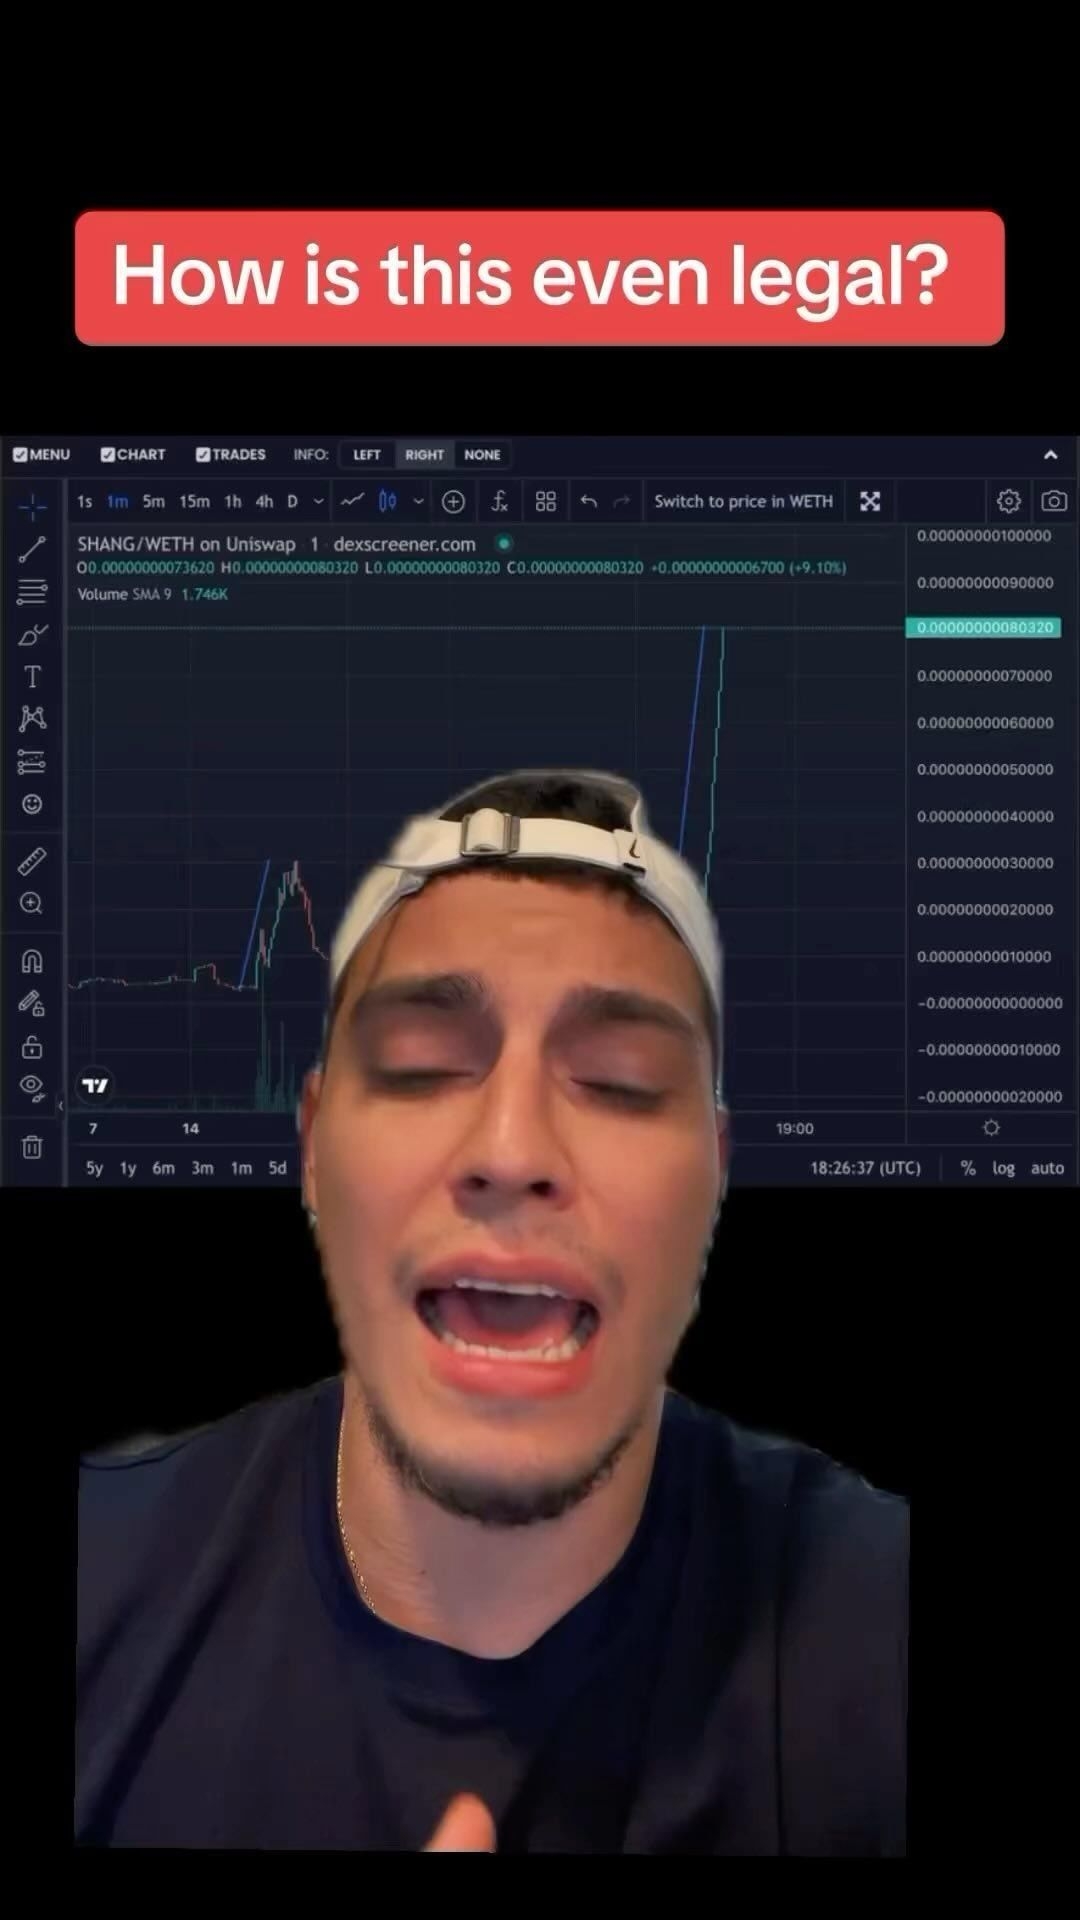 How is this even legal?
MENU CHART TRADES INFO: LEFT RIGHT NONE
1s 1m 5m 15m 1h 4h D Switch to price in WETH
SHANG/WETH on Uniswap 1 dexscreener.com
O0.00000000073620 H0.00000000080320 L0.00000000080320 C0.00000000080320 +0.00000000006700 (+9.10%)
Volume SMA 9 1.746K
0.00000000100000
0.00000000090000
0.00000000080320
0.00000000070000
0.00000000060000
0.00000000050000
0.00000000040000
0.00000000030000
0.00000000020000
0.00000000010000
-0.00000000000000
-0.00000000010000
-0.00000000020000
7 14 19:00
5y 1y 6m 3m 1m 5d 18:26:37 (UTC) % log auto